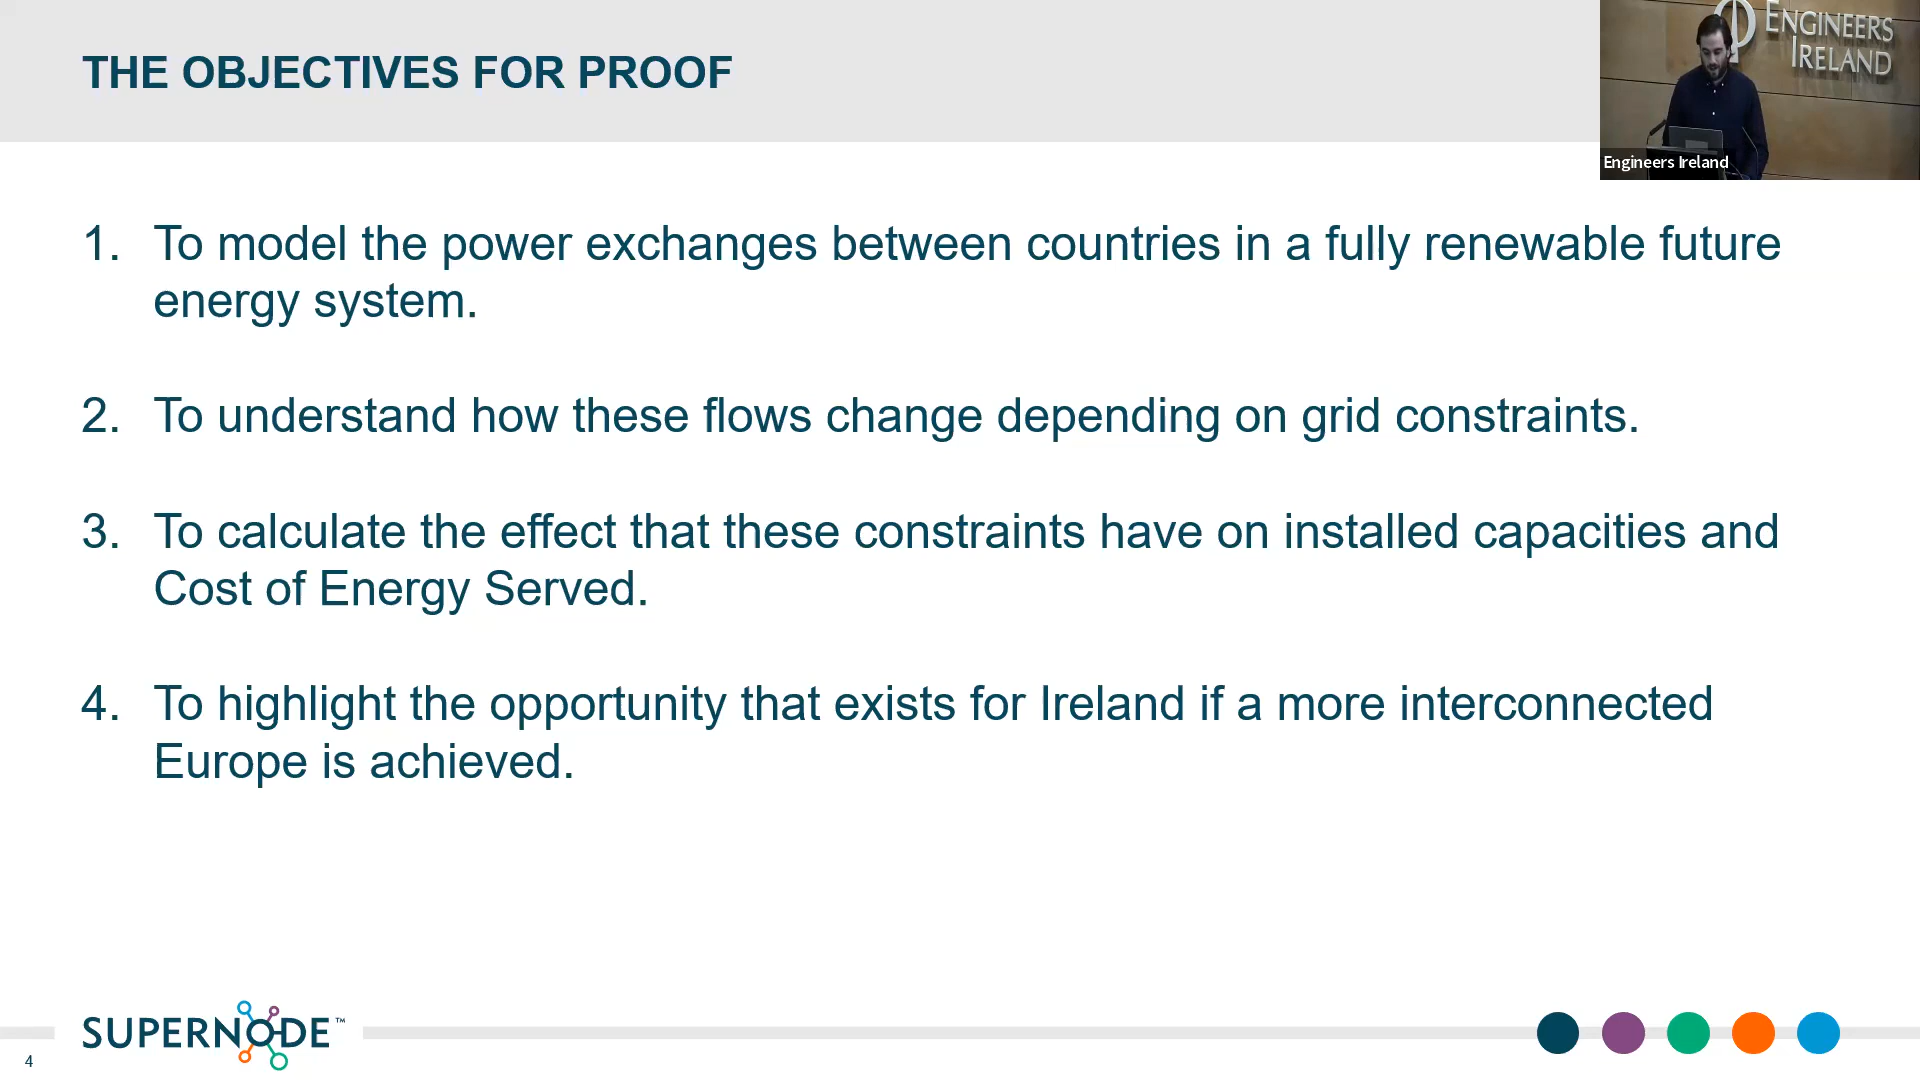 THE OBJECTIVES FOR PROOF
ENGINEERS
IRELAND
Engineers Ireland
1. To model the power exchanges between countries in a fully renewable future
energy system.
2. To understand how these flows change depending on grid constraints.
3. To calculate the effect that these constraints have on installed capacities and
Cost of Energy Served.
4. To highlight the opportunity that exists for Ireland if a more interconnected
Europe is achieved.
SUPERNODE™
4